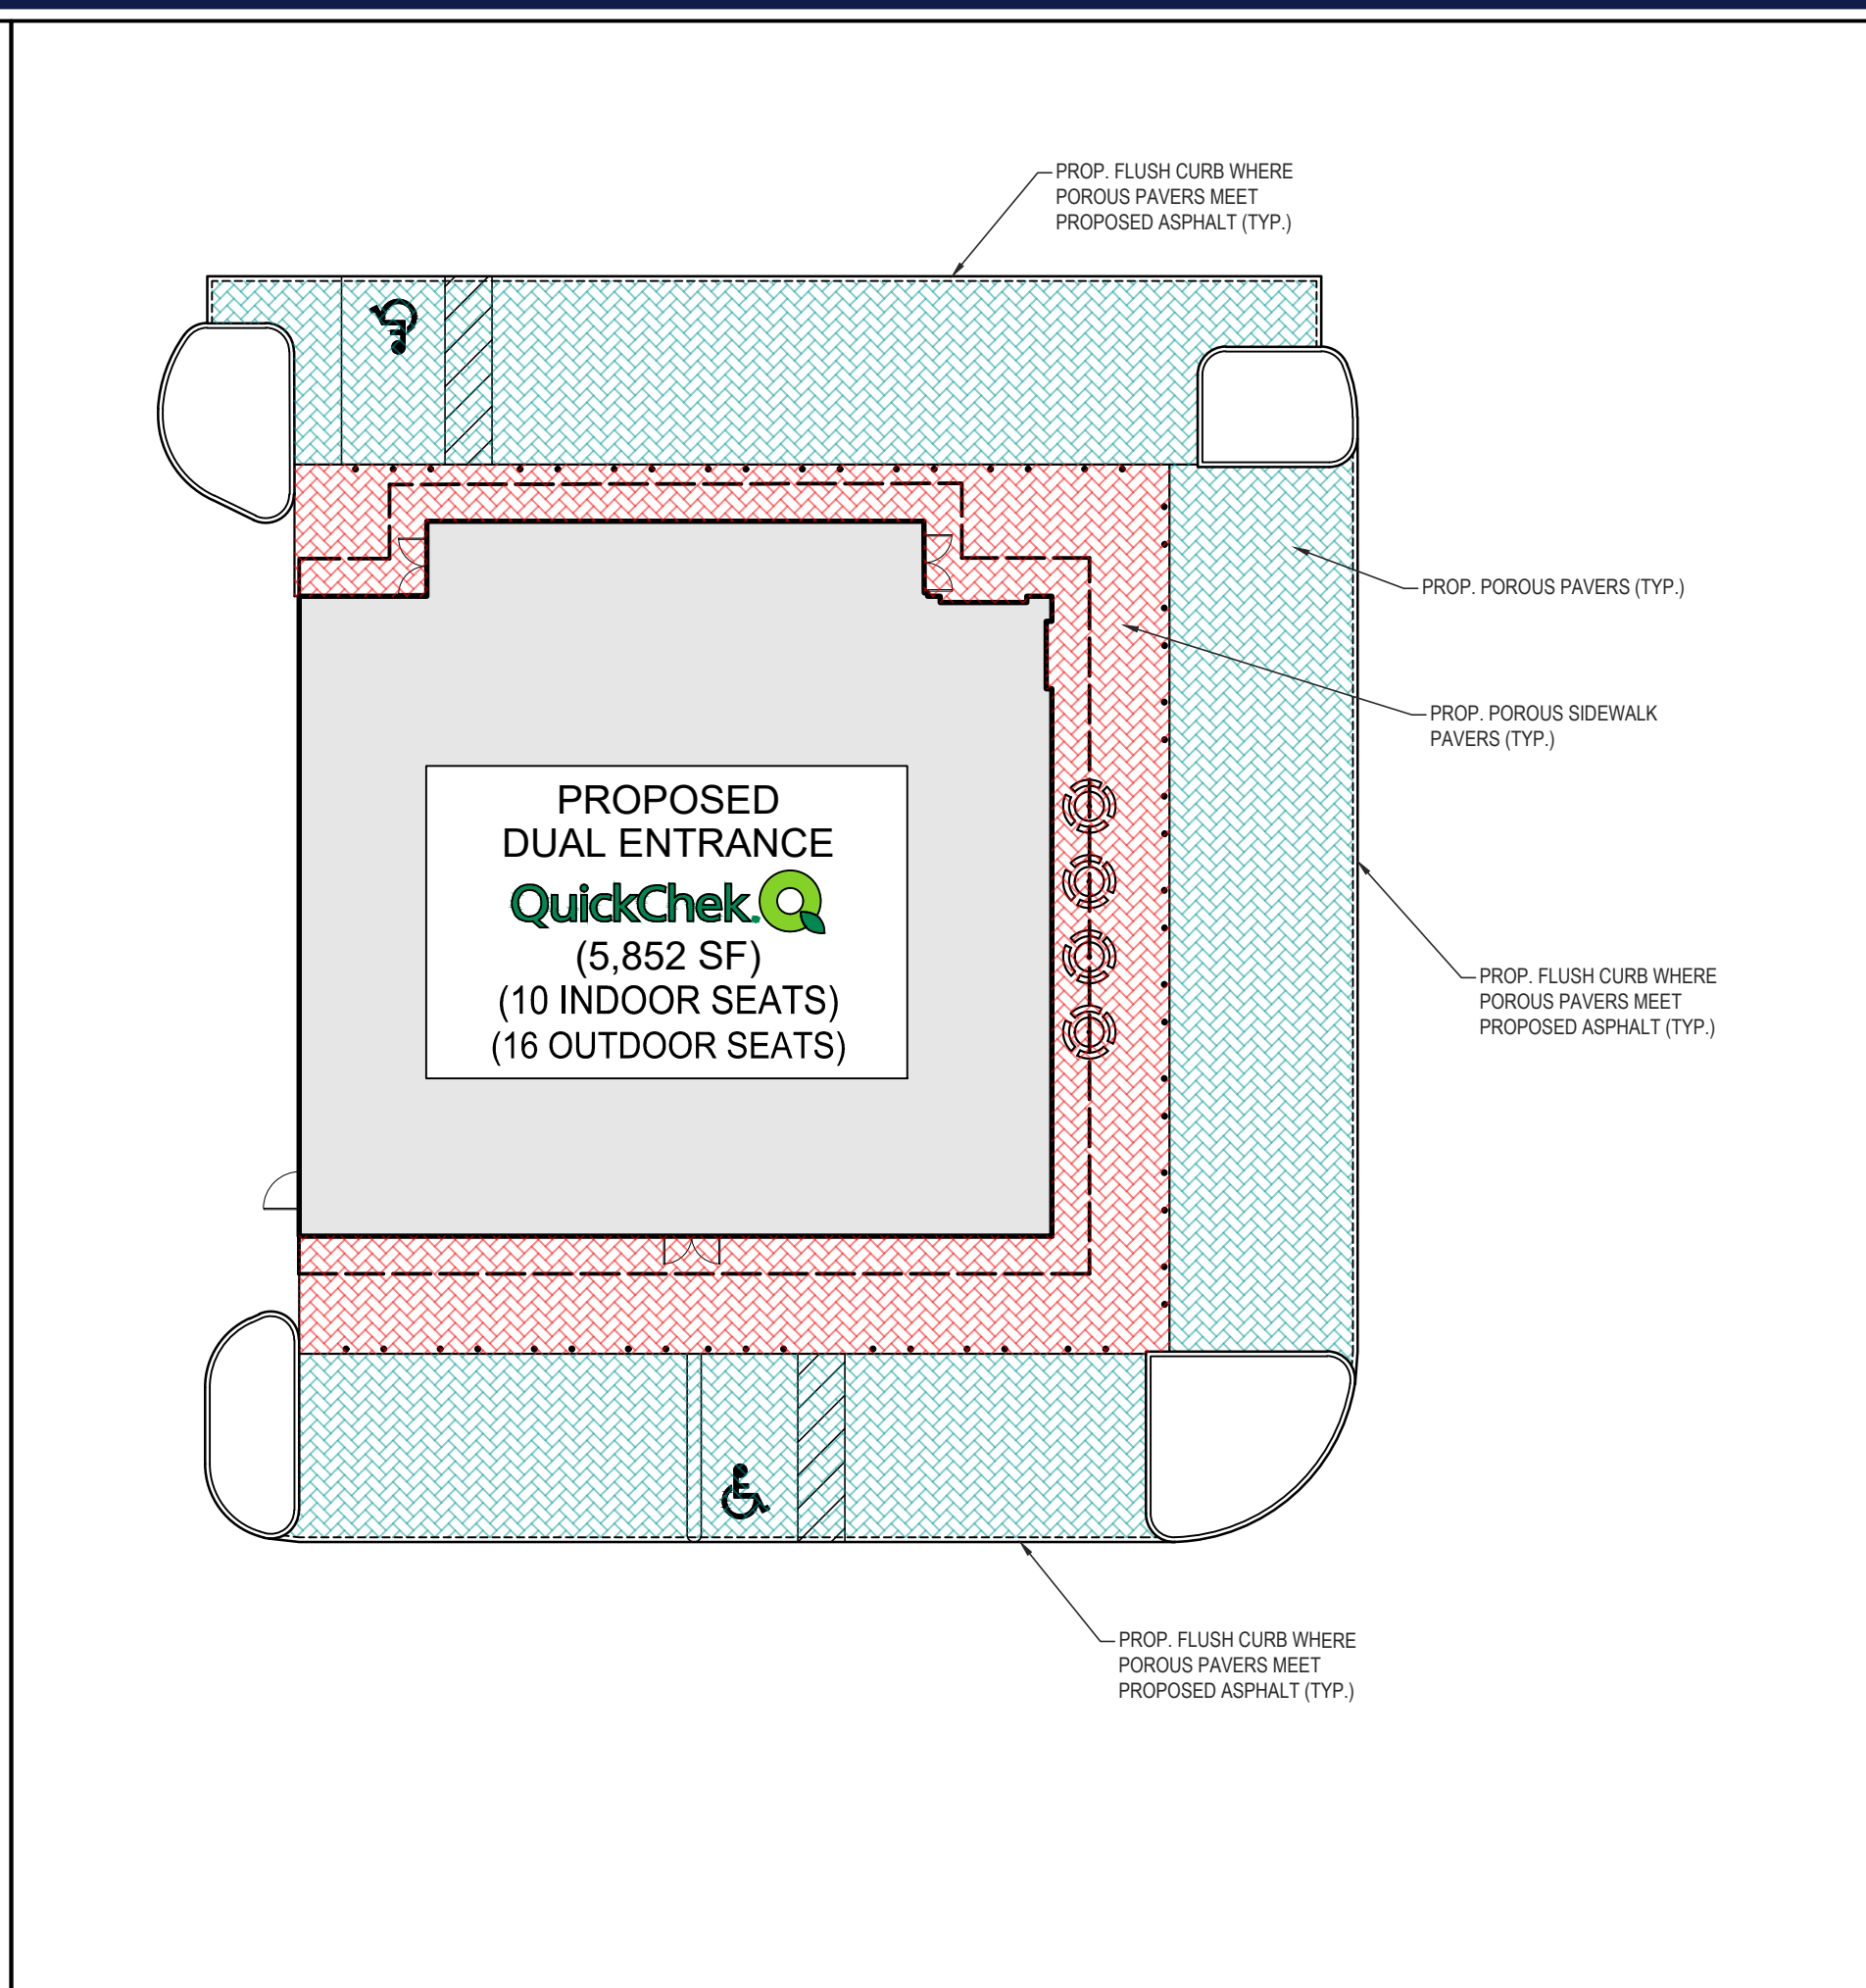 PROP. FLUSH CURB WHERE
POROUS PAVERS MEET
PROPOSED ASPHALT (TYP.)
PROP. POROUS PAVERS (TYP.)
PROP. POROUS SIDEWALK
PAVERS (TYP.)
PROPOSED
DUAL ENTRANCE
QuickChek.
(5,852 SF)
(10 INDOOR SEATS)
(16 OUTDOOR SEATS)
PROP. FLUSH CURB WHERE
POROUS PAVERS MEET
PROPOSED ASPHALT (TYP.)
PROP. FLUSH CURB WHERE
POROUS PAVERS MEET
PROPOSED ASPHALT (TYP.)